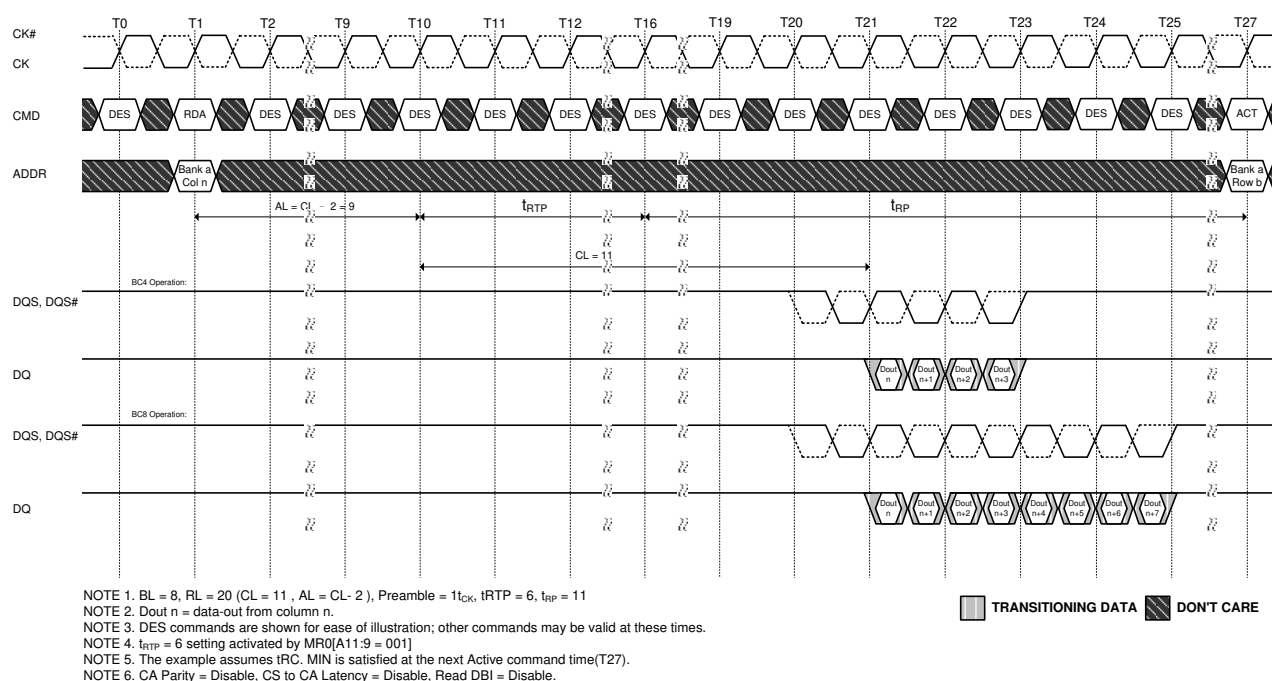 T0 T1 T2 T9 T10 T11 T12 T16 T19 T20 T21 T22 T23 T24 T25 T27
CK#
CK
CMD DES RDA DES DES DES DES DES DES DES DES DES DES DES DES DES ACT
ADDR Bank a Bank a
Col n Row b
AL = CL - 2 = 9 tRTP tRP
CL = 11
BC4 Operation:
DQS, DQS#
DQ Dout n Dout n+1 Dout n+2 Dout n+3
BC8 Operation:
DQS, DQS#
DQ Dout n Dout n+1 Dout n+2 Dout n+3 Dout n+4 Dout n+5 Dout n+6 Dout n+7
NOTE 1. BL = 8, RL = 20 (CL = 11 , AL = CL- 2 ), Preamble = 1tCK, tRTP = 6, tRP = 11
NOTE 2. Dout n = data-out from column n.
NOTE 3. DES commands are shown for ease of illustration; other commands may be valid at these times.
NOTE 4. tRTP = 6 setting activated by MR0[A11:9 = 001]
NOTE 5. The example assumes tRC. MIN is satisfied at the next Active command time(T27).
NOTE 6. CA Parity = Disable, CS to CA Latency = Disable, Read DBI = Disable.
TRANSITIONING DATA DON'T CARE